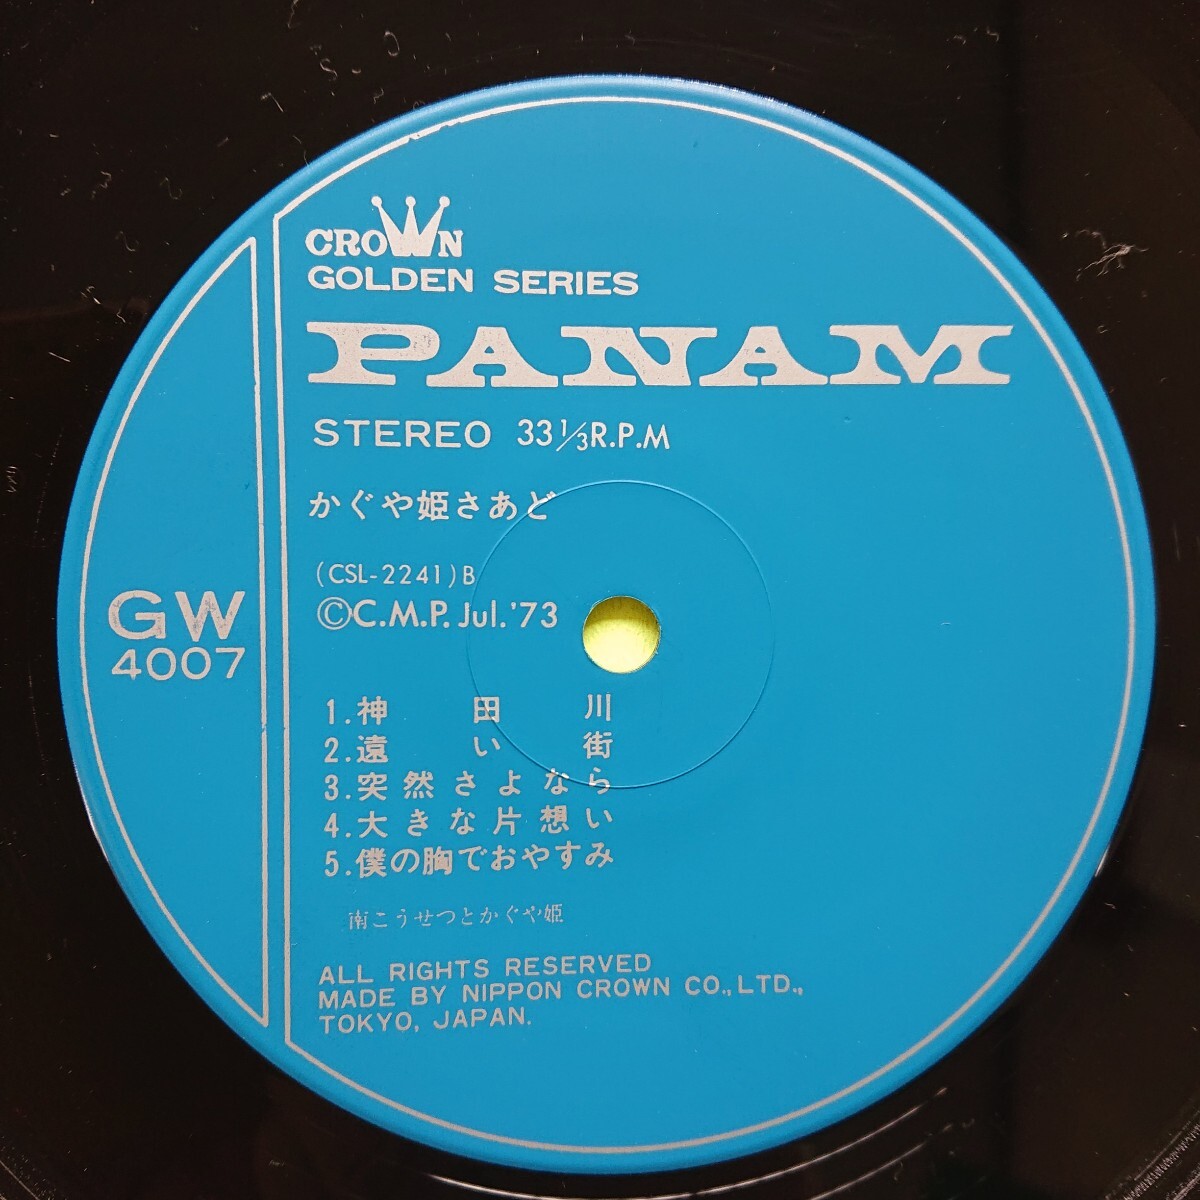 CROWN
GOLDEN SERIES
PANAM
STEREO 33 1/3 R.P.M
かぐや姫さあど
(CSL-2241) B
©C.M.P. Jul.'73
GW
4007
1.神田川
2.遠い街
3.突然さよなら
4.大きな片想い
5.僕の胸でおやすみ
南こうせつとかぐや姫
ALL RIGHTS RESERVED
MADE BY NIPPON CROWN CO.,LTD.,
TOKYO, JAPAN.